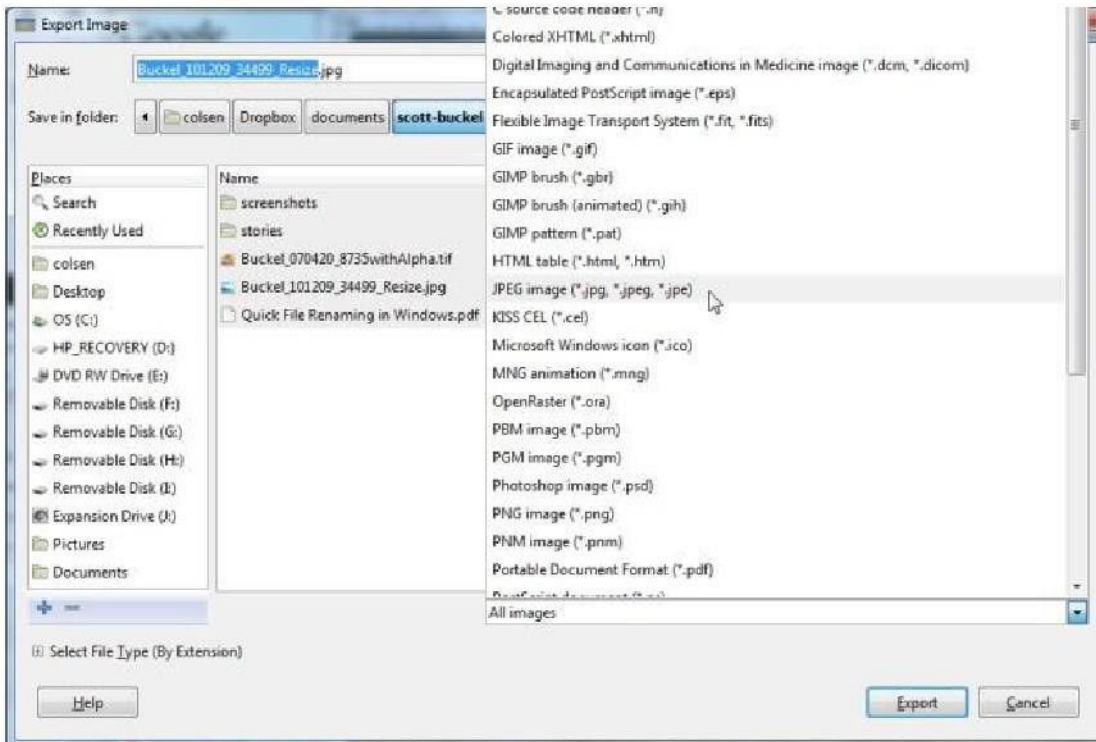 Export Image
Name:
Buckel_101209_34499_Resize.jpg
Save in folder:
colsen
Dropbox
documents
scott-buckel
Places
Search
Recently Used
colsen
Desktop
OS (C:)
HP_RECOVERY (D:)
DVD RW Drive (E:)
Removable Disk (F:)
Removable Disk (G:)
Removable Disk (H:)
Removable Disk (I:)
Expansion Drive (J:)
Pictures
Documents
Name
screenshots
stories
Buckel_070420_8735withAlpha.tif
Buckel_101209_34499_Resize.jpg
Quick File Renaming in Windows.pdf
C source code header (*.h)
Colored XHTML (*.xhtml)
Digital Imaging and Communications in Medicine image (*.dcm, *.dicom)
Encapsulated PostScript image (*.eps)
Flexible Image Transport System (*.fit, *.fits)
GIF image (*.gif)
GIMP brush (*.gbr)
GIMP brush (animated) (*.gih)
GIMP pattern (*.pat)
HTML table (*.html, *.htm)
JPEG image (*.jpg, *.jpeg, *.jpe)
KISS CEL (*.cel)
Microsoft Windows icon (*.ico)
MNG animation (*.mng)
OpenRaster (*.ora)
PBM image (*.pbm)
PGM image (*.pgm)
Photoshop image (*.psd)
PNG image (*.png)
PNM image (*.pnm)
Portable Document Format (*.pdf)
PostScript document (*.ps)
All images
Select File Type (By Extension)
Help
Export
Cancel